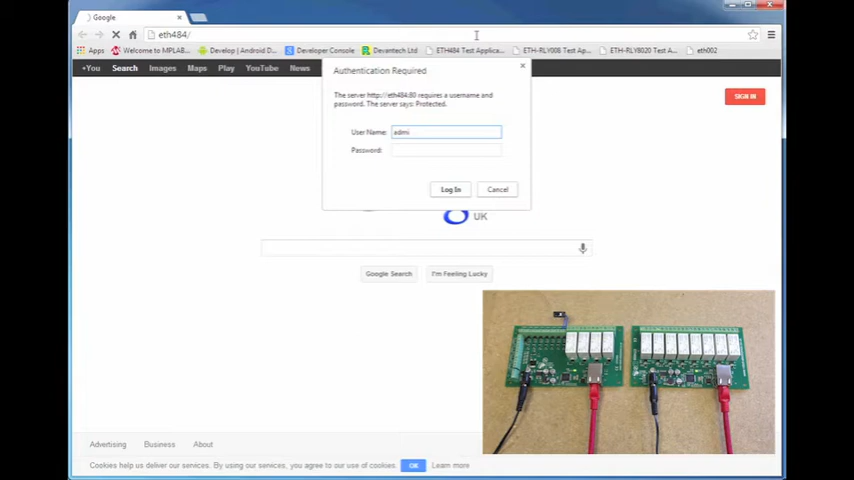 Google
eth484/
Apps Welcome to MPLAB... Develop | Android D... Developer Console Devantech Ltd ETH484 Test Applica... ETH-RLY008 Test Ap... ETH-RLY8020 Test A... eth002
+You Search Images Maps Play YouTube News
SIGN IN
Authentication Required
The server http://eth484:80 requires a username and
password. The server says: Protected.
User Name: admi
Password:
Log In Cancel
UK
Google Search I'm Feeling Lucky
Advertising Business About
Cookies help us deliver our services. By using our services, you agree to our use of cookies. OK Learn more